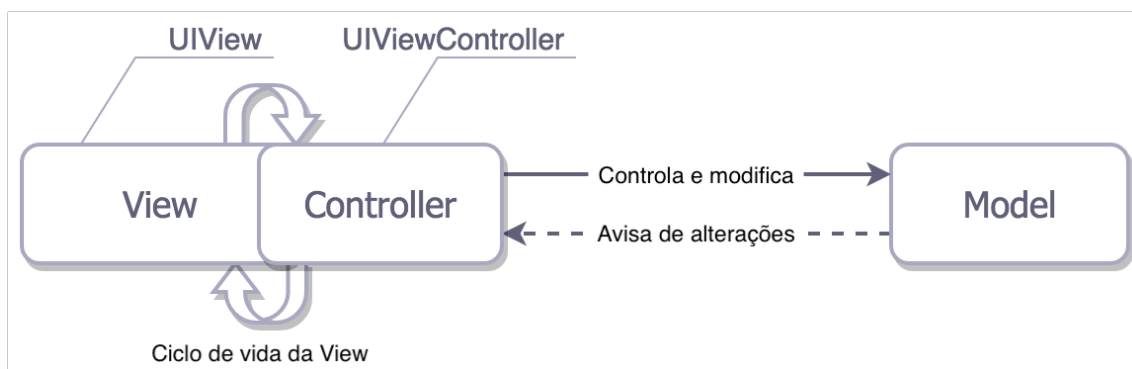 UIView
UIViewController
View
Controller
Controla e modifica
Model
Avisa de alterações
Ciclo de vida da View